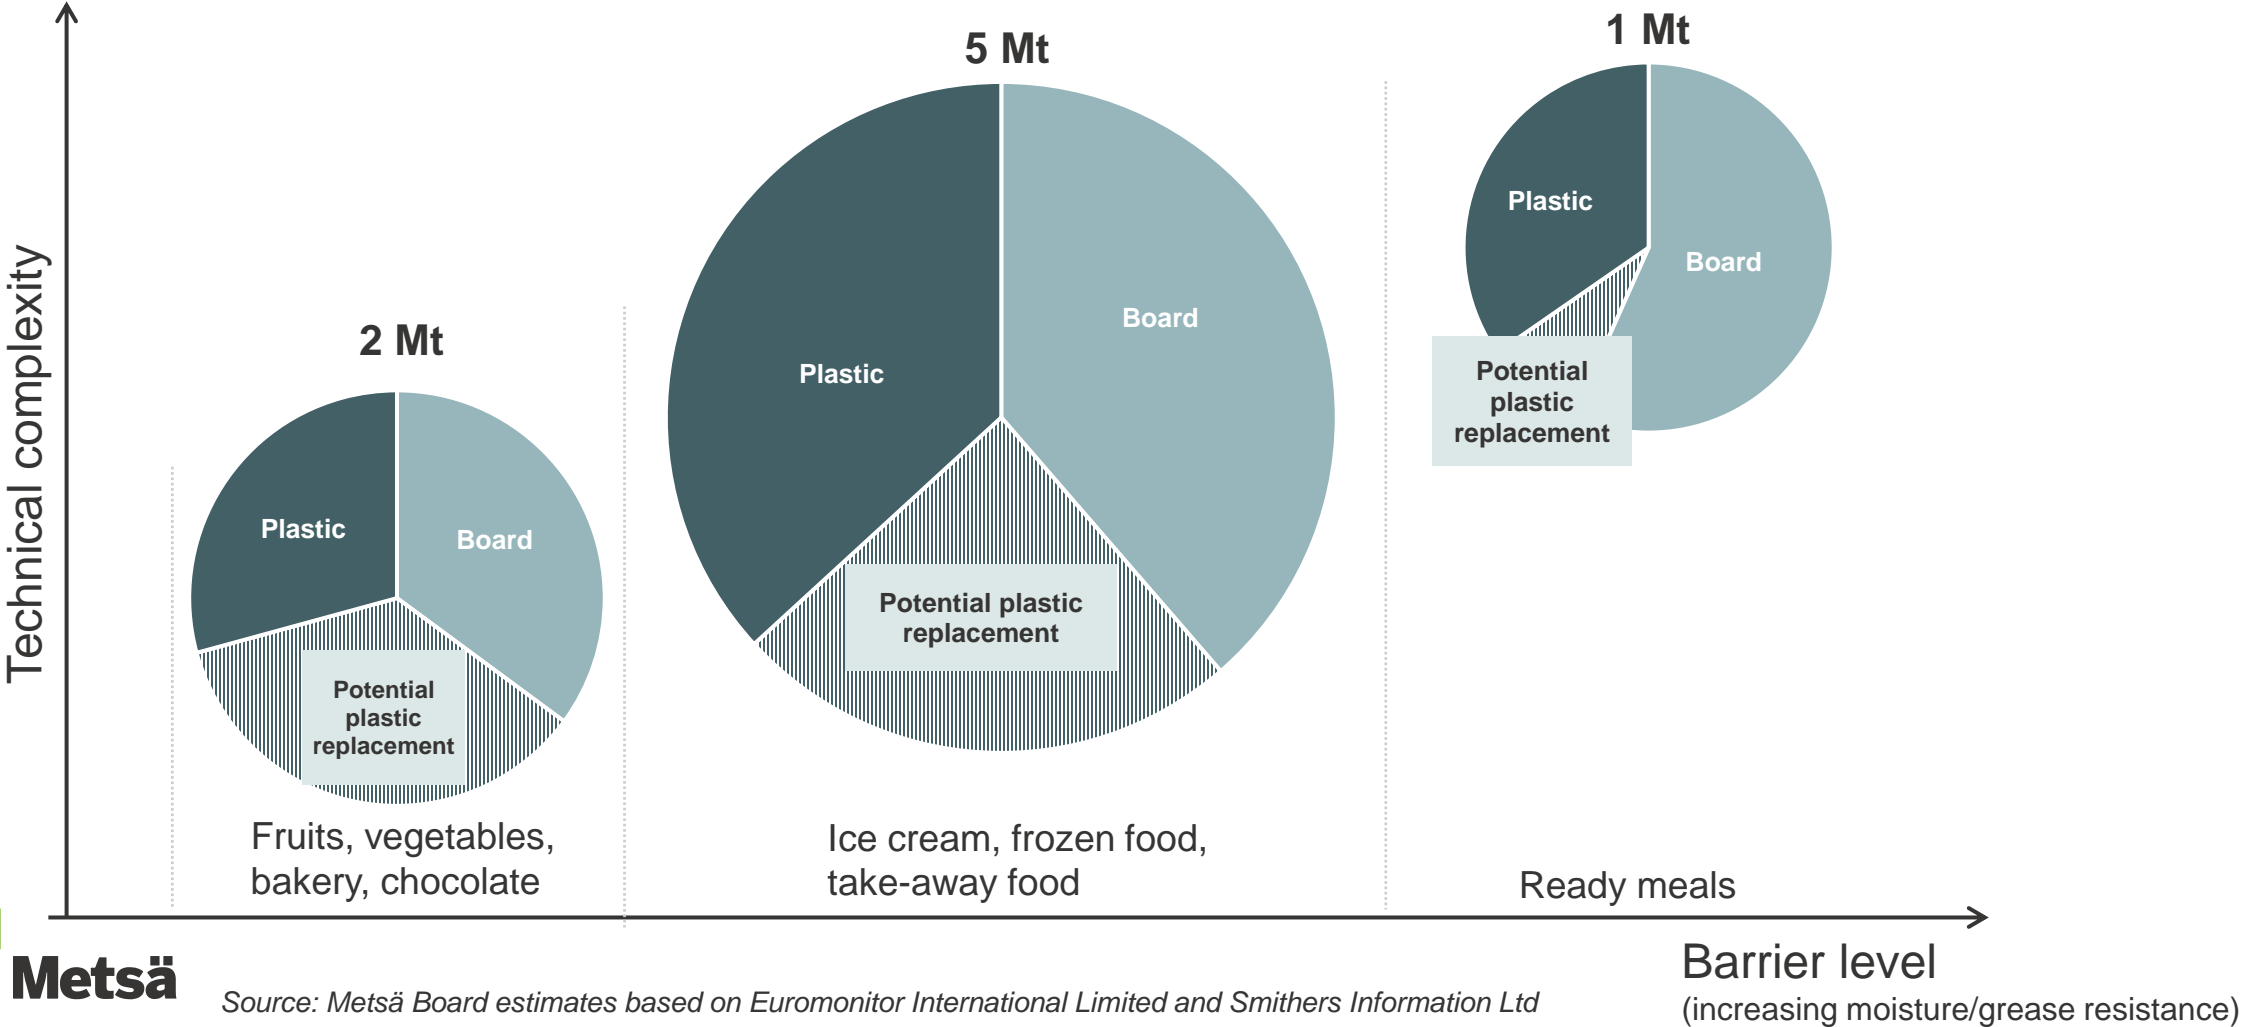 Technical complexity
2 Mt
Plastic
Board
Potential
plastic
replacement
Fruits, vegetables,
bakery, chocolate
5 Mt
Plastic
Board
Potential plastic
replacement
Ice cream, frozen food,
take-away food
1 Mt
Plastic
Board
Potential
plastic
replacement
Ready meals
Barrier level
(increasing moisture/grease resistance)
Metsä
Source: Metsä Board estimates based on Euromonitor International Limited and Smithers Information Ltd